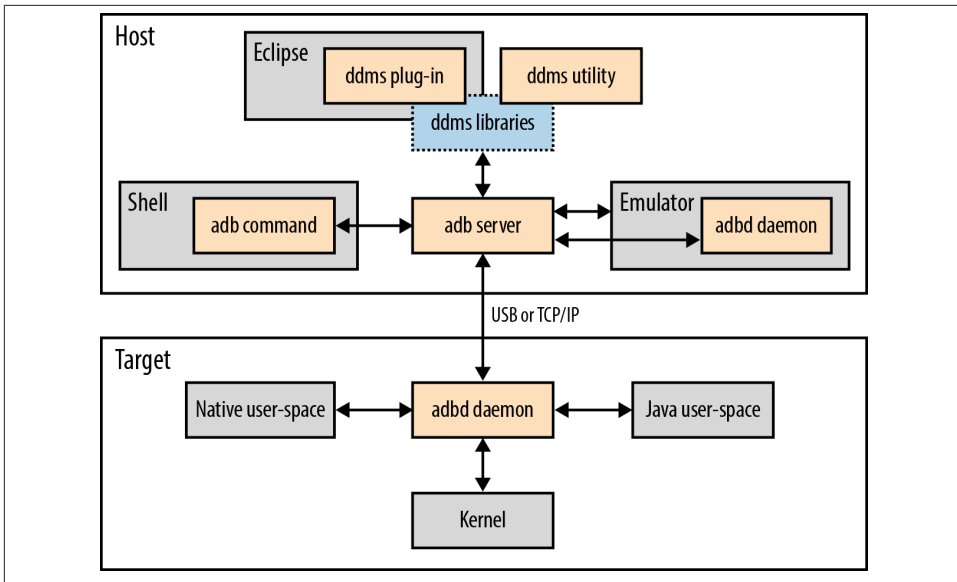 Host
Eclipse
ddms plug-in
ddms utility
ddms libraries
Shell
adb command
adb server
Emulator
adbd daemon
USB or TCP/IP
Target
Native user-space
adbd daemon
Java user-space
Kernel